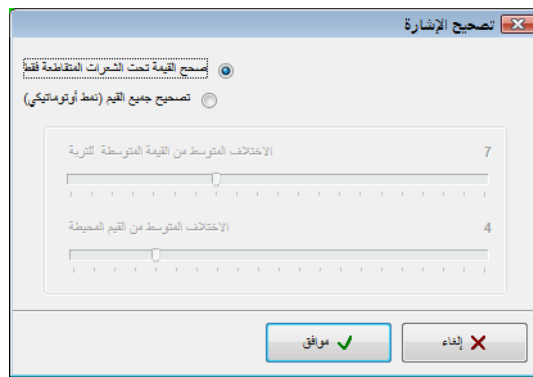 تصحيح الإشارة
صحح القيمة تحت الشعرات المتقاطعة فقط
تصحيح جميع القيم (نمط أوتوماتيكي)
الاختلاف المتوسط من القيمة المتوسطة للتربة 7
الاختلاف المتوسط من القيم المحيطة 4
موافق إلغاء